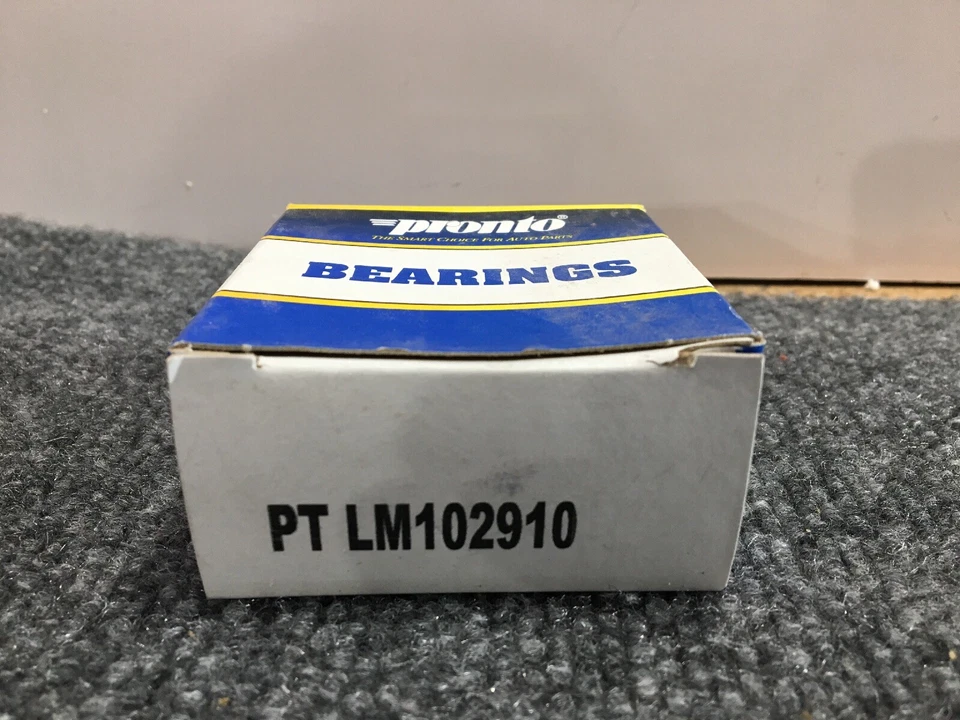 pronto®
THE SMART CHOICE FOR AUTO PARTS
BEARINGS
PT LM102910